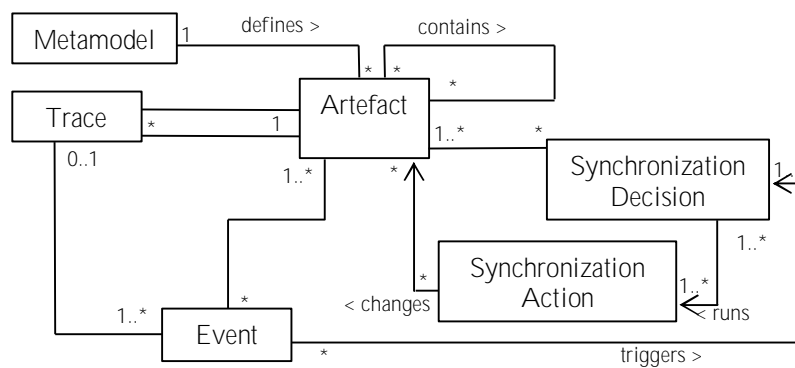 Metamodel
1
defines >
contains >
*
*
*
Artefact
Trace
*
1
0..1
1..*
*
1..*
*
Synchronization
Decision
1
1..*
Synchronization
Action
*
1..*
< changes
< runs
1..*
*
Event
*
triggers >